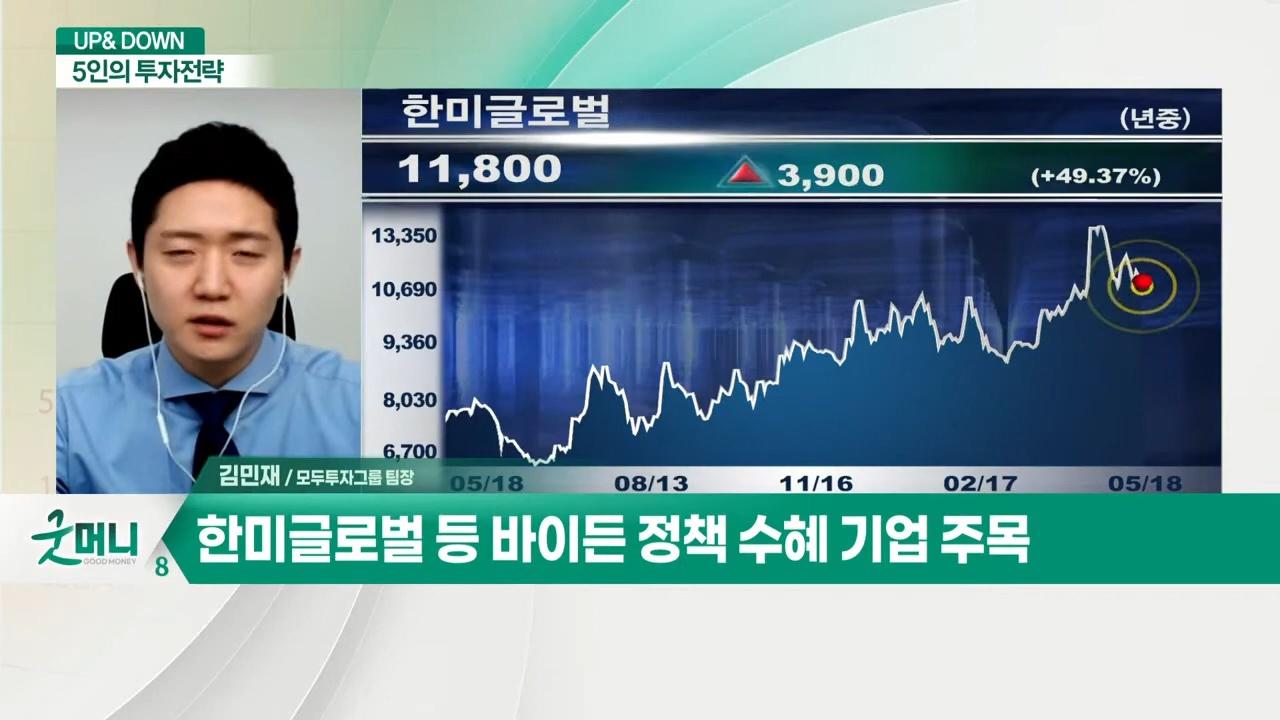 UP& DOWN
5인의 투자전략
한미글로벌
(년중)
11,800
3,900
(+49.37%)
13,350
10,690
9,360
8,030
6,700
05/18
08/13
11/16
02/17
05/18
김민재 / 모두투자그룹 팀장
굿머니
GOOD MONEY
8
한미글로벌 등 바이든 정책 수혜 기업 주목